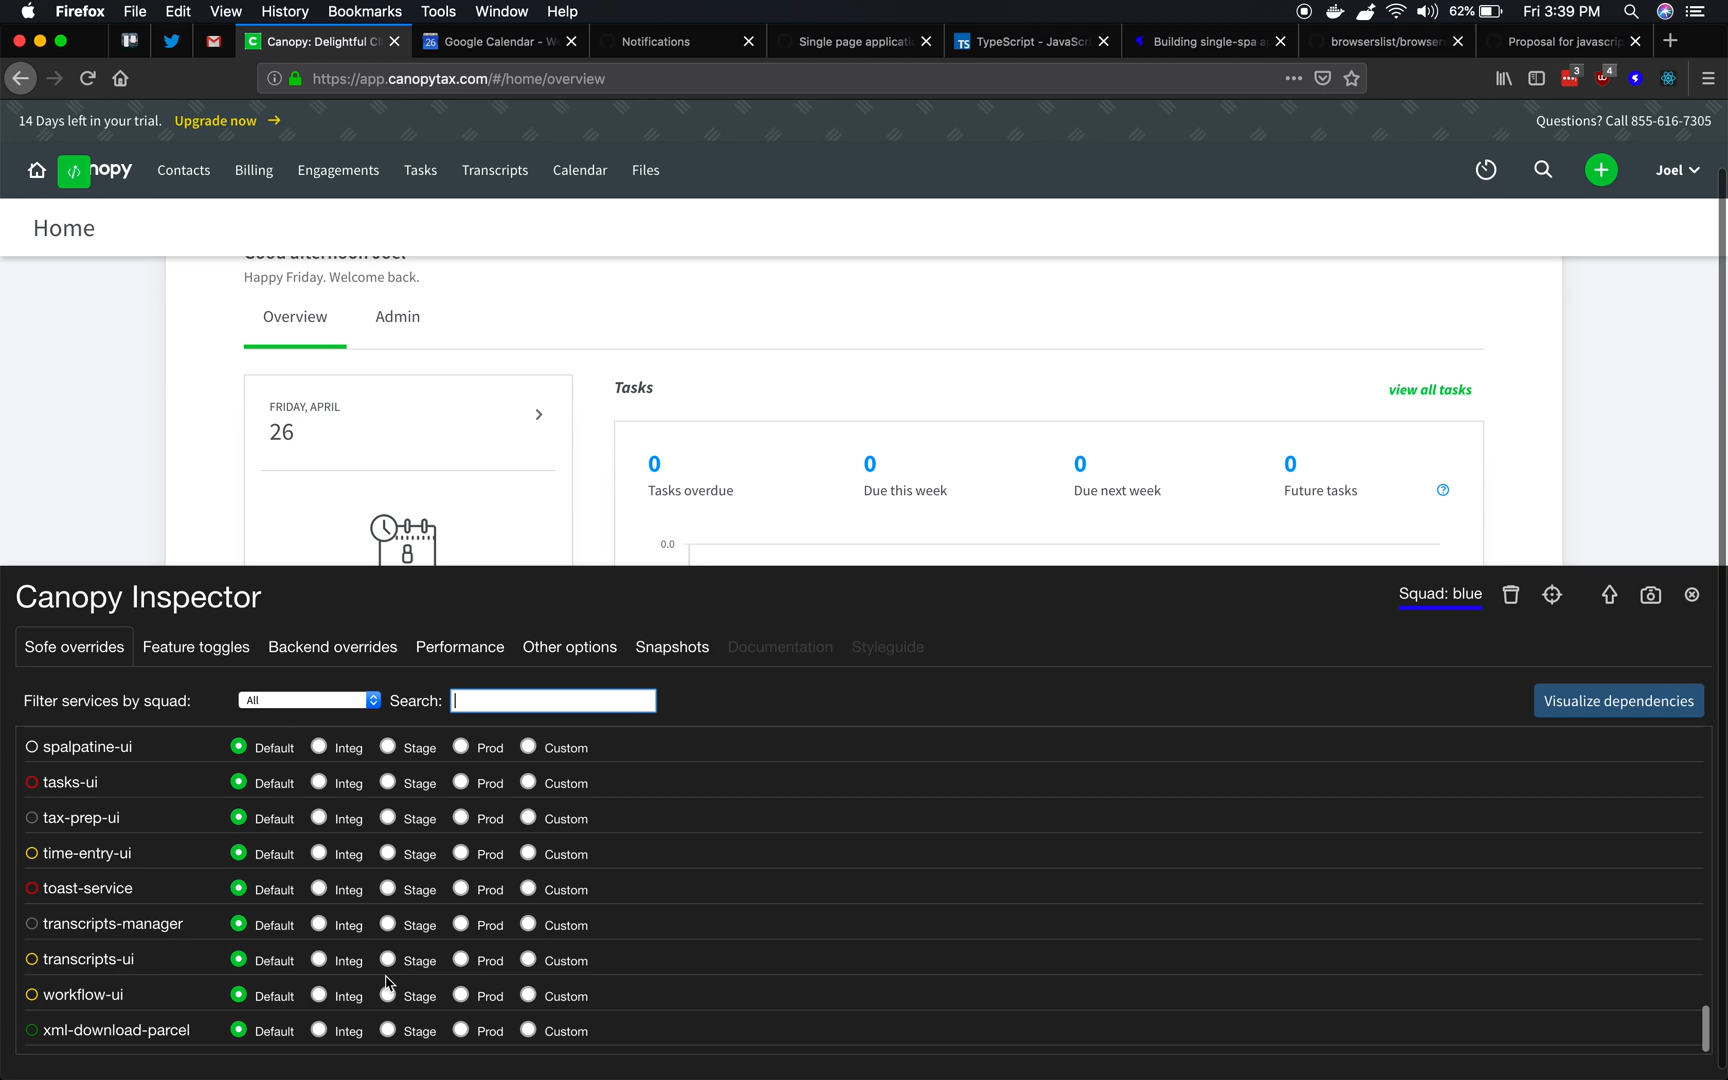 Firefox File Edit View History Bookmarks Tools Window Help 62% Fri 3:39 PM
Canopy: Delightful Cl 26 Google Calendar - W Notifications Single page applicati TS TypeScript - JavaScr Building single-spa a browserslist/browser Proposal for javascrip
https://app.canopytax.com/#/home/overview 3 4
14 Days left in your trial. Upgrade now → Questions? Call 855-616-7305
nopy Contacts Billing Engagements Tasks Transcripts Calendar Files Joel
Home
Happy Friday. Welcome back.
Overview Admin
Tasks view all tasks
FRIDAY, APRIL
26
0 0 0 0
Tasks overdue Due this week Due next week Future tasks
0.0
8
Canopy Inspector Squad: blue
Sofe overrides Feature toggles Backend overrides Performance Other options Snapshots Documentation Styleguide
Filter services by squad: All Search: Visualize dependencies
spalpatine-ui Default Integ Stage Prod Custom
tasks-ui Default Integ Stage Prod Custom
tax-prep-ui Default Integ Stage Prod Custom
time-entry-ui Default Integ Stage Prod Custom
toast-service Default Integ Stage Prod Custom
transcripts-manager Default Integ Stage Prod Custom
transcripts-ui Default Integ Stage Prod Custom
workflow-ui Default Integ Stage Prod Custom
xml-download-parcel Default Integ Stage Prod Custom